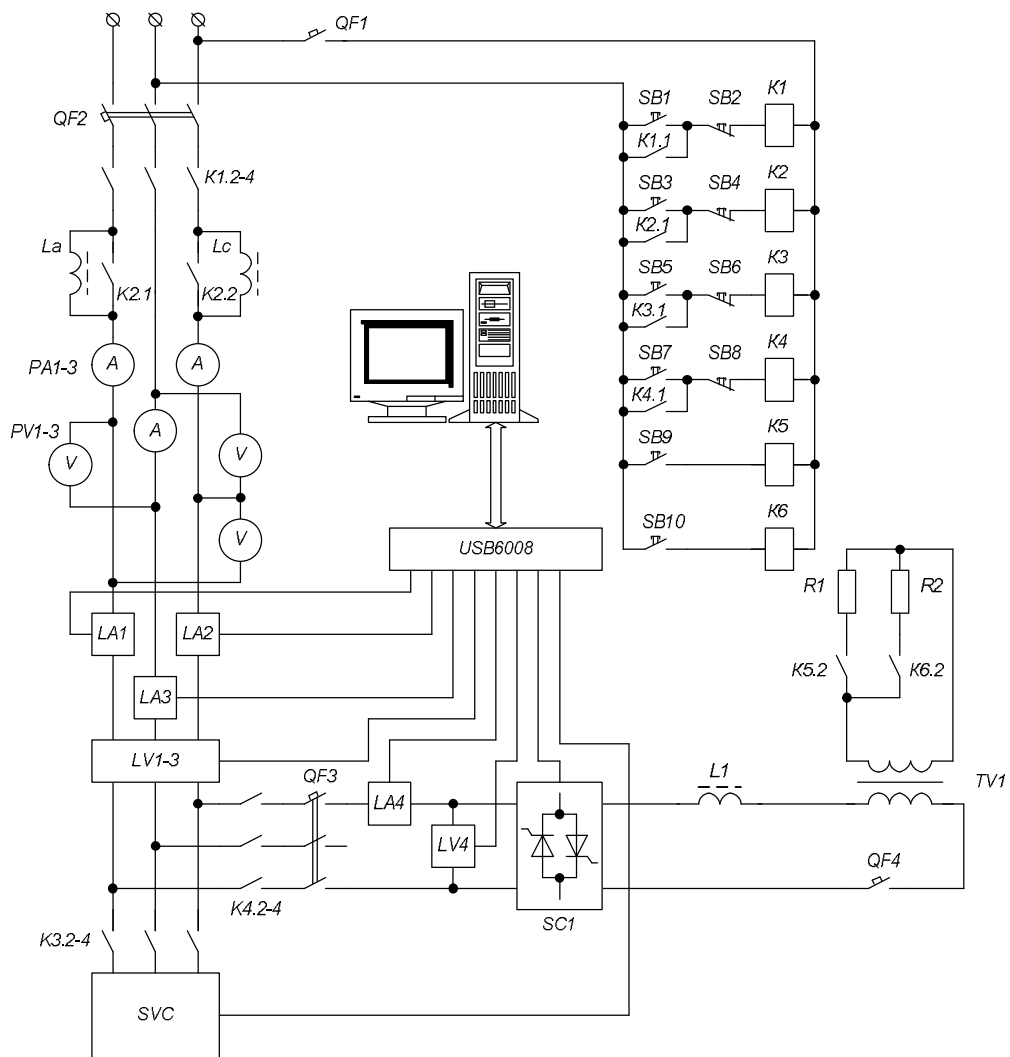 QF1
QF2
SB1
SB2
K1
K1.1
K1.2-4
SB3
SB4
K2
K2.1
La
Lc
K2.1
K2.2
SB5
SB6
K3
K3.1
PA1-3
A
A
SB7
SB8
K4
K4.1
PV1-3
A
V
V
V
SB9
K5
SB10
K6
USB6008
R1
R2
LA1
LA2
LA3
K5.2
K6.2
LV1-3
QF3
LA4
LV4
L1
TV1
QF4
K4.2-4
SC1
K3.2-4
SVC